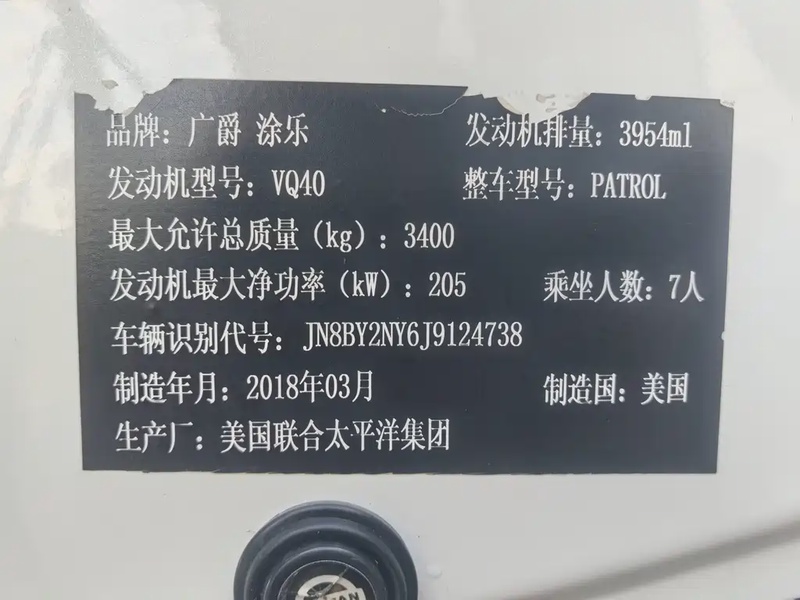 品牌：广爵 涂乐 发动机排量：3954ml
发动机型号：VQ40 整车型号：PATROL
最大允许总质量（kg）：3400
发动机最大净功率（kW）：205 乘坐人数：7人
车辆识别代号：JN8BY2NY6J9124738
制造年月：2018年03月 制造国：美国
生产厂：美国联合太平洋集团